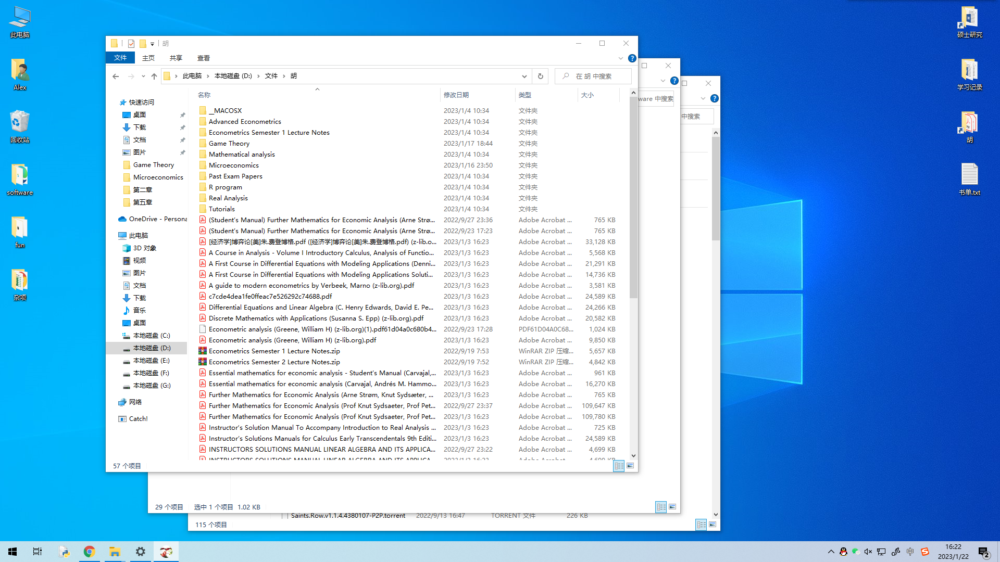 此电脑
Alex
回收站
software
fun
杂项
硕士研究
学习记录
胡
书单.txt
胡
文件 主页 共享 查看
此电脑 本地磁盘 (D:) 文件 胡
在 胡 中搜索
名称 修改日期 类型 大小
快速访问
桌面
下载
文档
图片
Game Theory
Microeconomics
第二章
第五章
OneDrive - Persona
此电脑
3D 对象
视频
图片
文档
下载
音乐
桌面
本地磁盘 (C:)
本地磁盘 (D:)
本地磁盘 (E:)
本地磁盘 (F:)
本地磁盘 (G:)
网络
Catch!
__MACOSX 2023/1/4 10:34 文件夹
Advanced Econometrics 2023/1/4 10:34 文件夹
Econometrics Semester 1 Lecture Notes 2023/1/4 10:34 文件夹
Game Theory 2023/1/17 18:44 文件夹
Mathematical analysis 2023/1/4 10:34 文件夹
Microeconomics 2023/1/16 23:50 文件夹
Past Exam Papers 2023/1/4 10:34 文件夹
R program 2023/1/4 10:34 文件夹
Real Analysis 2023/1/4 10:34 文件夹
Tutorials 2023/1/4 10:34 文件夹
(Student's Manual) Further Mathematics for Economic Analysis (Arne Strø... 2022/9/27 23:36 Adobe Acrobat ... 765 KB
(Student's Manual) Further Mathematics for Economic Analysis (Arne Strø... 2022/9/23 17:23 Adobe Acrobat ... 765 KB
[经济学]博弈论[美]朱.费登博格.pdf ([经济学]博弈论[美]朱.费登博格.pdf) (z-lib.o... 2023/1/3 16:23 Adobe Acrobat ... 33,128 KB
A Course in Analysis - Volume I Introductory Calculus, Analysis of Functio... 2023/1/3 16:23 Adobe Acrobat ... 5,568 KB
A First Course in Differential Equations with Modeling Applications (Denni... 2023/1/3 16:23 Adobe Acrobat ... 21,291 KB
A First Course in Differential Equations with Modeling Applications Soluti... 2023/1/3 16:23 Adobe Acrobat ... 14,736 KB
A guide to modern econometrics by Verbeek, Marno (z-lib.org).pdf 2023/1/3 16:23 Adobe Acrobat ... 3,581 KB
c7cde4dea1fe0ffeac7e526292c74688.pdf 2023/1/3 16:23 Adobe Acrobat ... 24,589 KB
Differential Equations and Linear Algebra (C. Henry Edwards, David E. Pe... 2023/1/3 16:23 Adobe Acrobat ... 24,266 KB
Discrete Mathematics with Applications (Susanna S. Epp) (z-lib.org).pdf 2023/1/3 16:23 Adobe Acrobat ... 20,582 KB
Econometric analysis (Greene, William H) (z-lib.org)(1).pdf61d04a0c680b4... 2022/9/23 17:28 PDF61D04A0C68... 1,024 KB
Econometric analysis (Greene, William H) (z-lib.org).pdf 2023/1/3 16:23 Adobe Acrobat ... 9,850 KB
Econometrics Semester 1 Lecture Notes.zip 2022/9/19 7:53 WinRAR ZIP 压缩... 5,657 KB
Econometrics Semester 2 Lecture Notes.zip 2022/9/19 7:52 WinRAR ZIP 压缩... 4,842 KB
Essential mathematics for economic analysis - Student's Manual (Carvajal,... 2023/1/3 16:23 Adobe Acrobat ... 961 KB
Essential mathematics for economic analysis (Carvajal, Andrés M. Hammo... 2023/1/3 16:23 Adobe Acrobat ... 16,270 KB
Further Mathematics for Economic Analysis (Arne Strøm, Knut Sydsæter, ... 2023/1/3 16:23 Adobe Acrobat ... 765 KB
Further Mathematics for Economic Analysis (Prof Knut Sydsaeter, Prof Pet... 2022/9/27 23:37 Adobe Acrobat ... 109,647 KB
Further Mathematics for Economic Analysis (Prof Knut Sydsaeter, Prof Pet... 2023/1/3 16:23 Adobe Acrobat ... 109,780 KB
Instructor's Solution Manual To Accompany Introduction to Real Analysis ... 2023/1/3 16:23 Adobe Acrobat ... 725 KB
Instructor's Solutions Manuals for Calculus Early Transcendentals 9th Editi... 2023/1/3 16:23 Adobe Acrobat ... 24,589 KB
INSTRUCTORS SOLUTIONS MANUAL LINEAR ALGEBRA AND ITS APPLICA... 2022/9/27 23:22 Adobe Acrobat ... 4,699 KB
INSTRUCTORS SOLUTIONS MANUAL LINEAR ALGEBRA AND ITS APPLICA... 2023/1/3 16:23 Adobe Acrobat ... 4,699 KB
57 个项目
ware 中搜索
中搜索
29 个项目 选中 1 个项目 1.02 KB
Saints.Row.v1.1.4.4380107-P2P.torrent 2022/9/13 16:47 TORRENT 文件 226 KB
115 个项目
中
16:22
2023/1/22
2